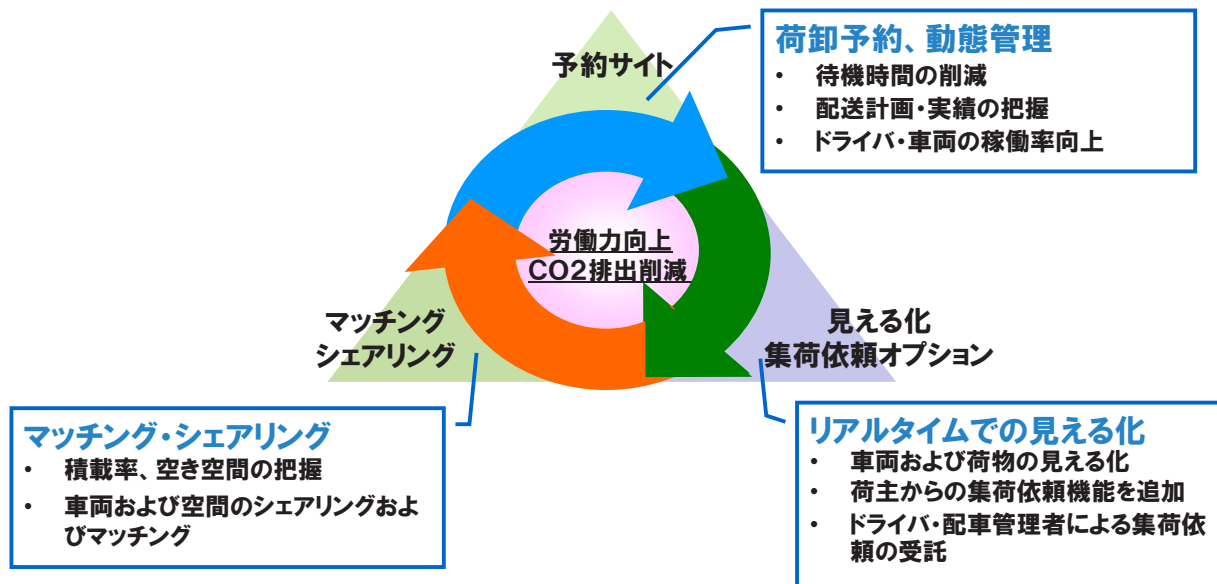 予約サイト
荷卸予約、動態管理
• 待機時間の削減
• 配送計画・実績の把握
• ドライバ・車両の稼働率向上
労働力向上
CO2排出削減
マッチング
シェアリング
見える化
集荷依頼オプション
マッチング・シェアリング
• 積載率、空き空間の把握
• 車両および空間のシェアリングおよ
びマッチング
リアルタイムでの見える化
• 車両および荷物の見える化
• 荷主からの集荷依頼機能を追加
• ドライバ・配車管理者による集荷依
頼の受託